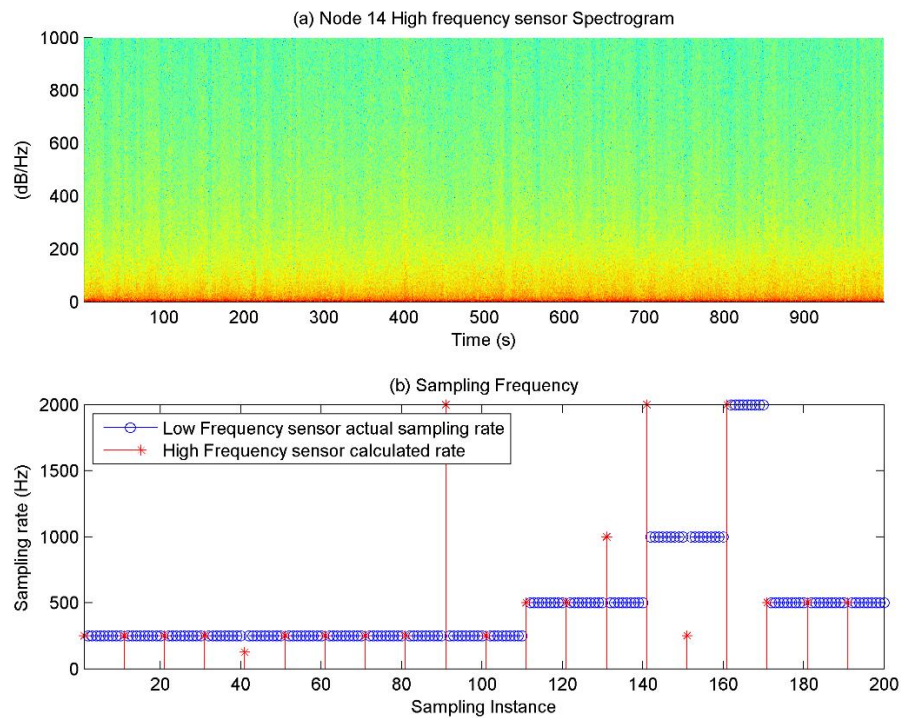 (a) Node 14 High frequency sensor Spectrogram
1000
800
600
400
200
0
(dB/Hz)
100 200 300 400 500 600 700 800 900
Time (s)
(b) Sampling Frequency
2000
1500
1000
500
0
Sampling rate (Hz)
Low Frequency sensor actual sampling rate
High Frequency sensor calculated rate
20 40 60 80 100 120 140 160 180 200
Sampling Instance